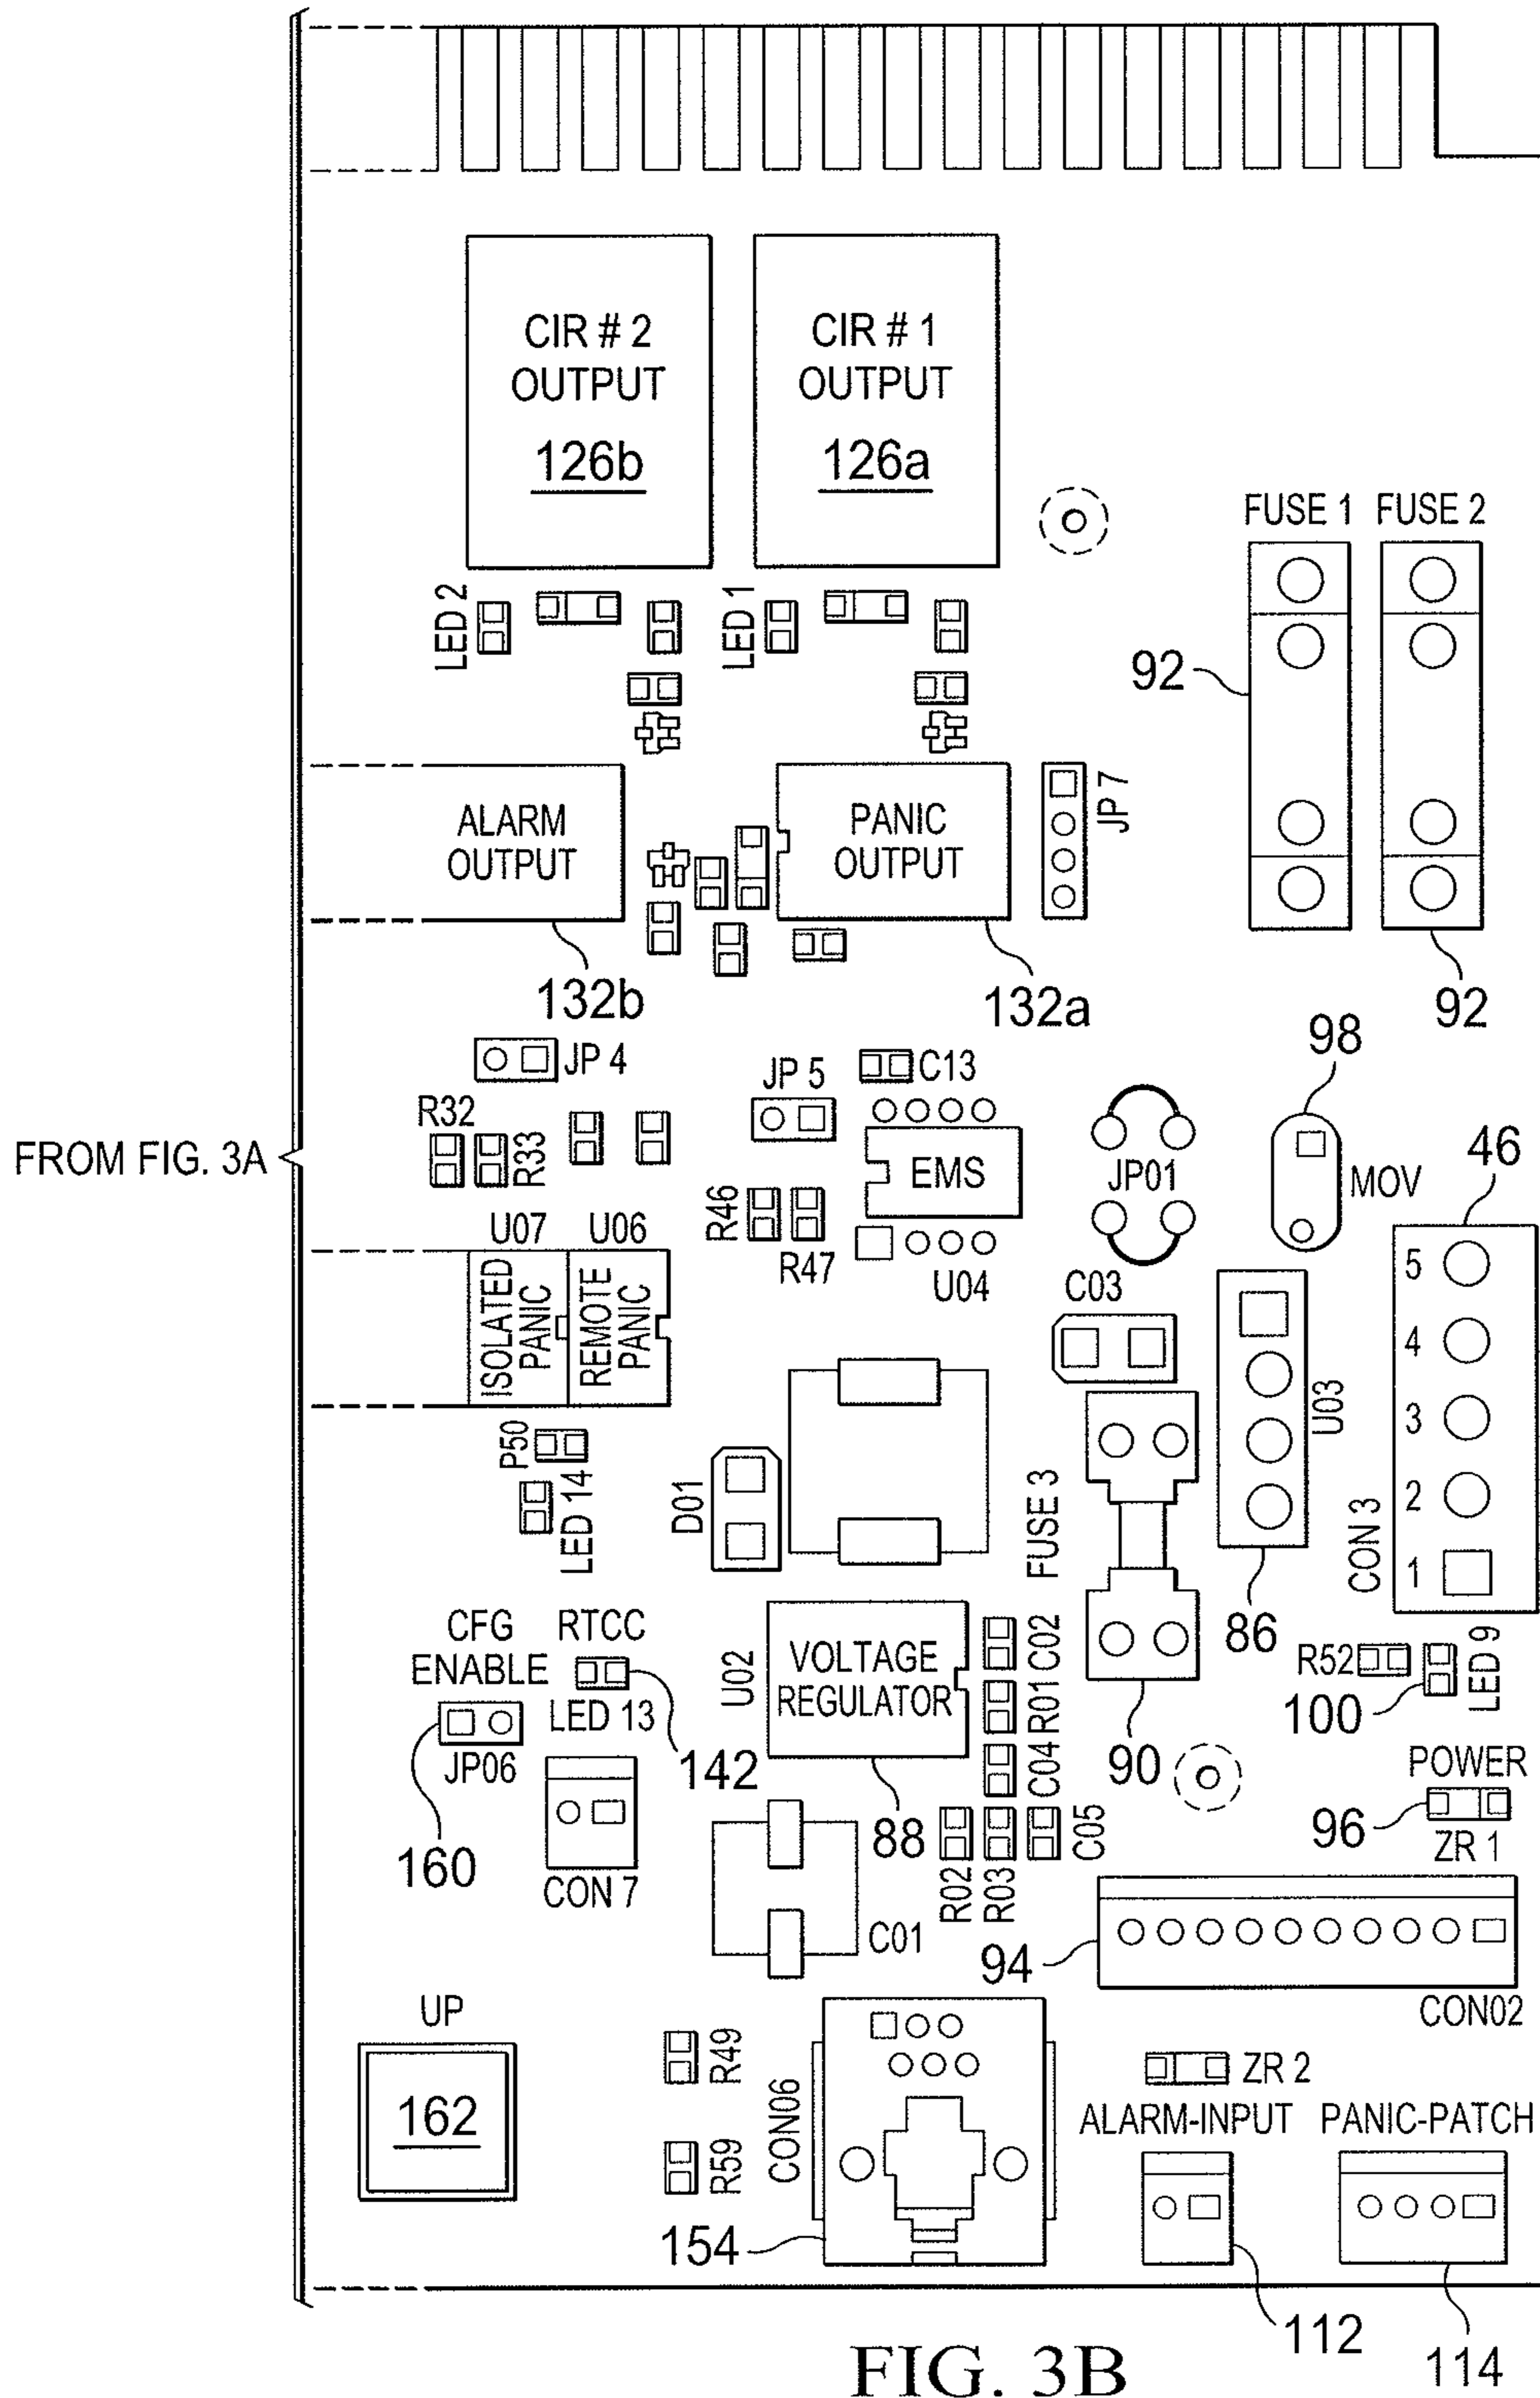 CIR # 2
OUTPUT
126b
CIR # 1
OUTPUT
126a
FUSE 1
FUSE 2
LED 2
LED 1
92
ALARM
OUTPUT
PANIC
OUTPUT
JP 7
132b
132a
92
98
JP 4
JP 5
C13
R32
R33
FROM FIG. 3A
EMS
JP01
MOV
46
R46
R47
U04
U07
U06
ISOLATED
PANIC
REMOTE
PANIC
C03
U03
5
4
3
2
1
CON 3
P50
LED 14
D01
FUSE 3
86
CFG
ENABLE
RTCC
LED 13
JP06
142
160
CON 7
U02
VOLTAGE
REGULATOR
C02
R01
C04
88
90
R52
LED 9
100
POWER
96
ZR 1
R02
R03
C05
C01
94
CON02
UP
162
R49
R59
CON06
154
ZR 2
ALARM-INPUT
PANIC-PATCH
112
114
FIG. 3B